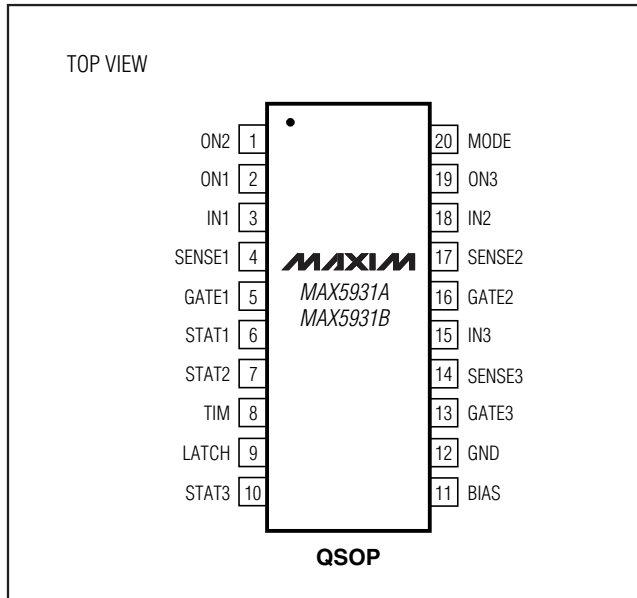 TOP VIEW
ON2 1
ON1 2
IN1 3
SENSE1 4
GATE1 5
STAT1 6
STAT2 7
TIM 8
LATCH 9
STAT3 10
MAXIM
MAX5931A
MAX5931B
20 MODE
19 ON3
18 IN2
17 SENSE2
16 GATE2
15 IN3
14 SENSE3
13 GATE3
12 GND
11 BIAS
QSOP